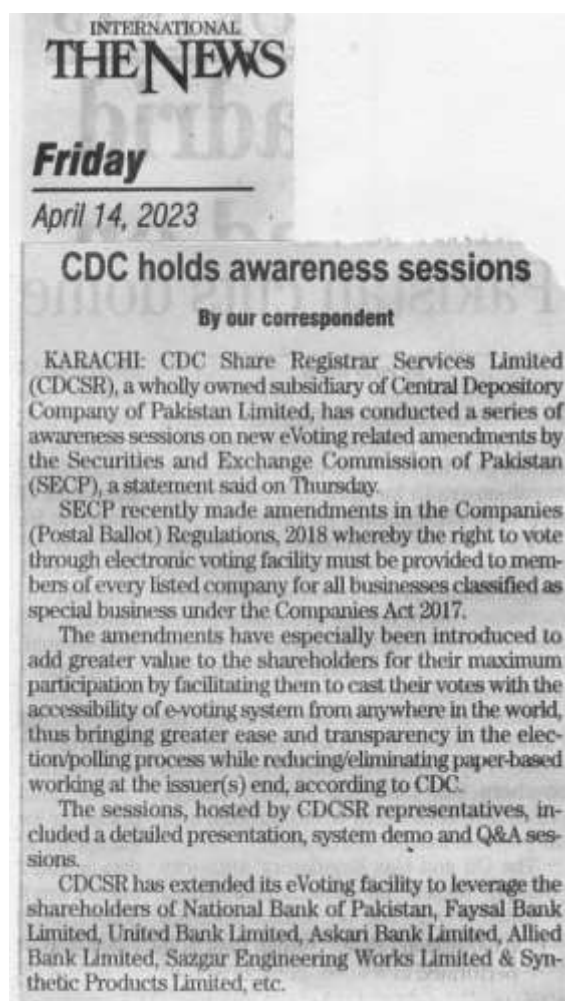 INTERNATIONAL
THE NEWS
Friday
April 14, 2023
CDC holds awareness sessions
By our correspondent
KARACHI: CDC Share Registrar Services Limited
(CDCSR), a wholly owned subsidiary of Central Depository
Company of Pakistan Limited, has conducted a series of
awareness sessions on new eVoting related amendments by
the Securities and Exchange Commission of Pakistan
(SECP), a statement said on Thursday.
SECP recently made amendments in the Companies
(Postal Ballot) Regulations, 2018 whereby the right to vote
through electronic voting facility must be provided to mem-
bers of every listed company for all businesses classified as
special business under the Companies Act 2017.
The amendments have especially been introduced to
add greater value to the shareholders for their maximum
participation by facilitating them to cast their votes with the
accessibility of e-voting system from anywhere in the world,
thus bringing greater ease and transparency in the elec-
tion/polling process while reducing/eliminating paper-based
working at the issuer(s) end, according to CDC.
The sessions, hosted by CDCSR representatives, in-
cluded a detailed presentation, system demo and Q&A ses-
sions.
CDCSR has extended its eVoting facility to leverage the
shareholders of National Bank of Pakistan, Faysal Bank
Limited, United Bank Limited, Askari Bank Limited, Allied
Bank Limited, Sazgar Engineering Works Limited & Syn-
thetic Products Limited, etc.